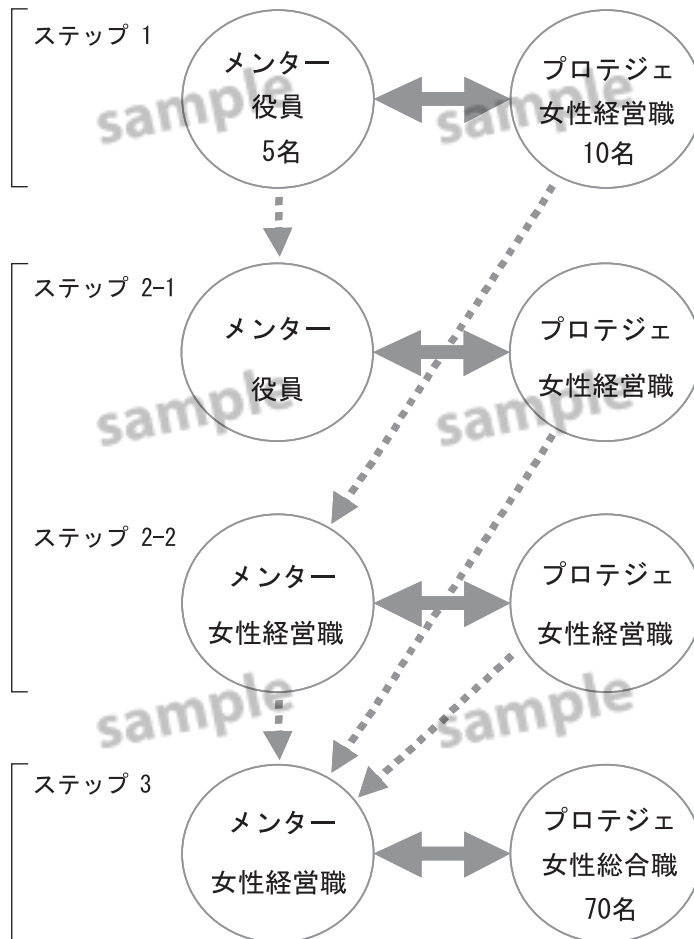 ステップ 1
メンター
役員
5名
プロテジェ
女性経営職
10名
sample
sample
ステップ 2-1
メンター
役員
プロテジェ
女性経営職
sample
sample
ステップ 2-2
メンター
女性経営職
プロテジェ
女性経営職
sample
sample
ステップ 3
メンター
女性経営職
プロテジェ
女性総合職
70名